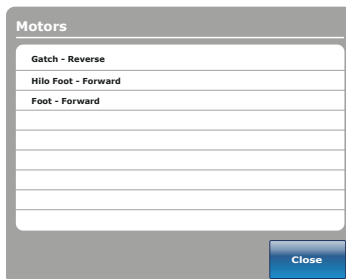 Motors
Gatch - Reverse
Hilo Foot - Forward
Foot - Forward
Close